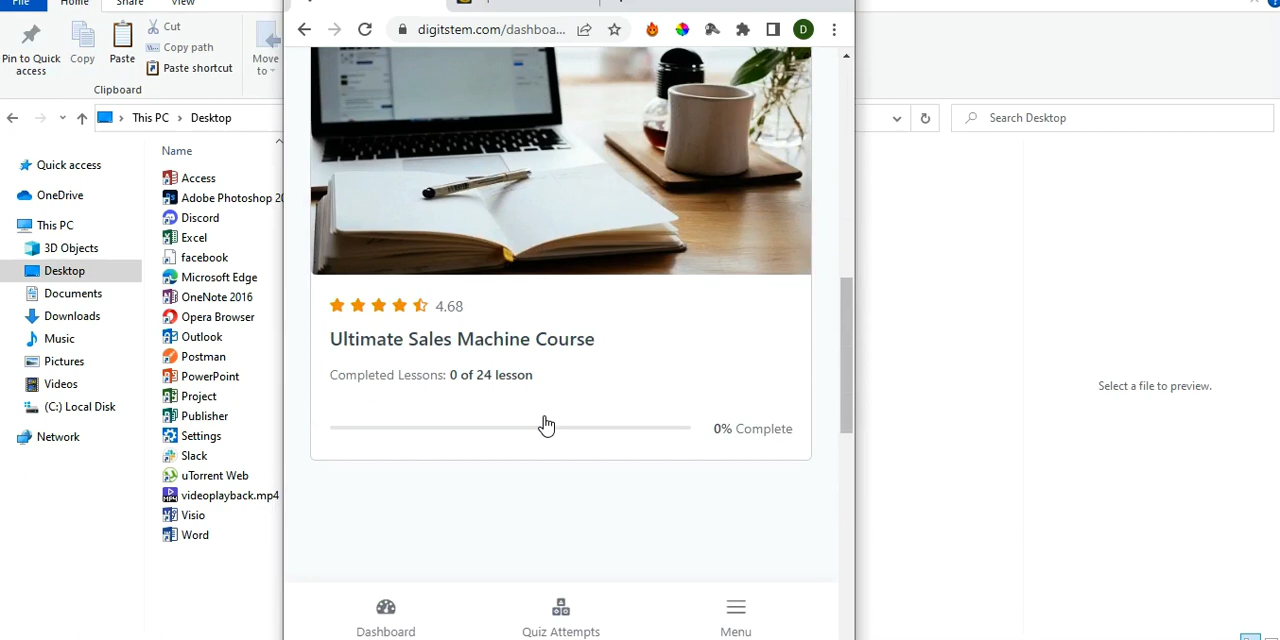 File
Home
Share
View
Pin to Quick
access
Copy
Paste
Cut
Copy path
Paste shortcut
Move
to
Clipboard
digitstem.com/dashboa...
D
This PC
Desktop
Search Desktop
Quick access
OneDrive
This PC
3D Objects
Desktop
Documents
Downloads
Music
Pictures
Videos
(C:) Local Disk
Network
Name
Access
Adobe Photoshop 20
Discord
Excel
facebook
Microsoft Edge
OneNote 2016
Opera Browser
Outlook
Postman
PowerPoint
Project
Publisher
Settings
Slack
uTorrent Web
videoplayback.mp4
Visio
Word
4.68
Ultimate Sales Machine Course
Completed Lessons: 0 of 24 lesson
0% Complete
Dashboard
Quiz Attempts
Menu
Select a file to preview.